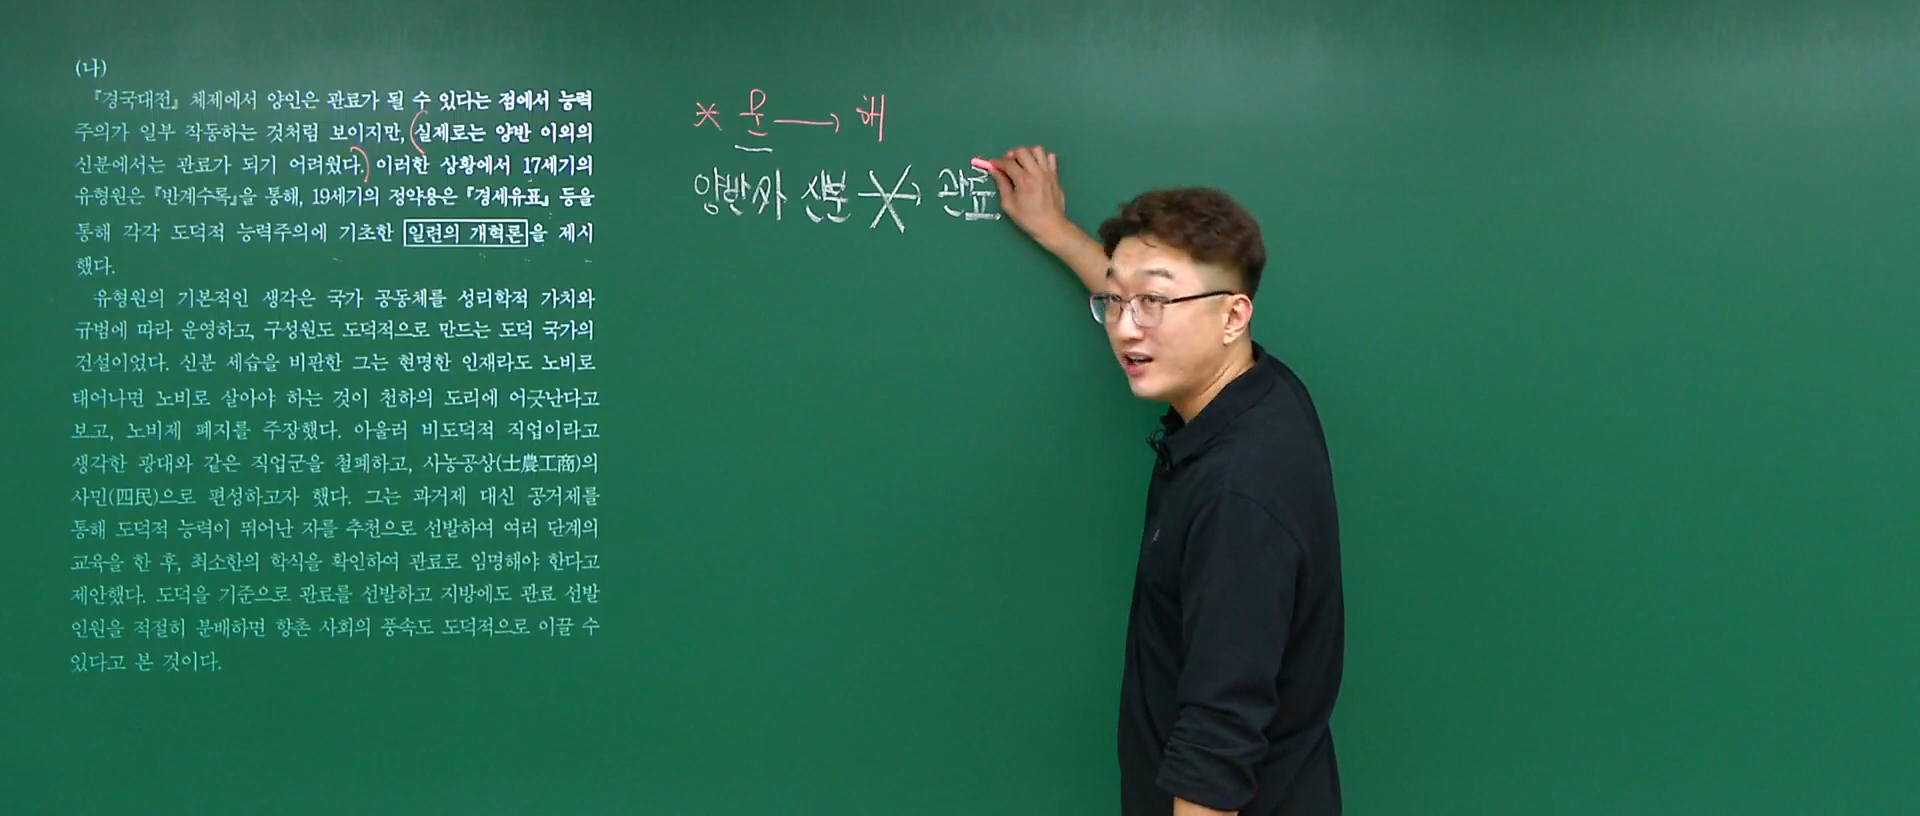 (나)
『경국대전』 체제에서 양인은 관료가 될 수 있다는 점에서 능력
주의가 일부 작동하는 것처럼 보이지만, (실제로는 양반 이외의
신분에서는 관료가 되기 어려웠다.) 이러한 상황에서 17세기의
유형원은 『반계수록』을 통해, 19세기의 정약용은 『경세유표』 등을
통해 각각 도덕적 능력주의에 기초한 일련의 개혁론을 제시
했다.
유형원의 기본적인 생각은 국가 공동체를 성리학적 가치와
규범에 따라 운영하고, 구성원도 도덕적으로 만드는 도덕 국가의
건설이었다. 신분 세습을 비판한 그는 현명한 인재라도 노비로
태어나면 노비로 살아야 하는 것이 천하의 도리에 어긋난다고
보고, 노비제 폐지를 주장했다. 아울러 비도덕적 직업이라고
생각한 광대와 같은 직업군을 철폐하고, 사농공상(士農工商)의
사민(四民)으로 편성하고자 했다. 그는 과거제 대신 공거제를
통해 도덕적 능력이 뛰어난 자를 추천으로 선발하여 여러 단계의
교육을 한 후, 최소한의 학식을 확인하여 관료로 임명해야 한다고
제안했다. 도덕을 기준으로 관료를 선발하고 지방에도 관료 선발
인원을 적절히 분배하면 향촌 사회의 풍속도 도덕적으로 이끌 수
있다고 본 것이다.
* 문 → 해
신분 → 관료